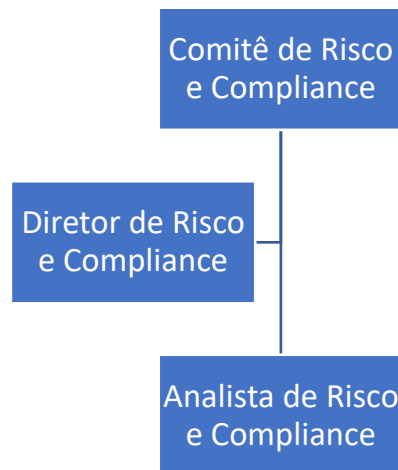 Comitê de Risco
e Compliance
Diretor de Risco
e Compliance
Analista de Risco
e Compliance